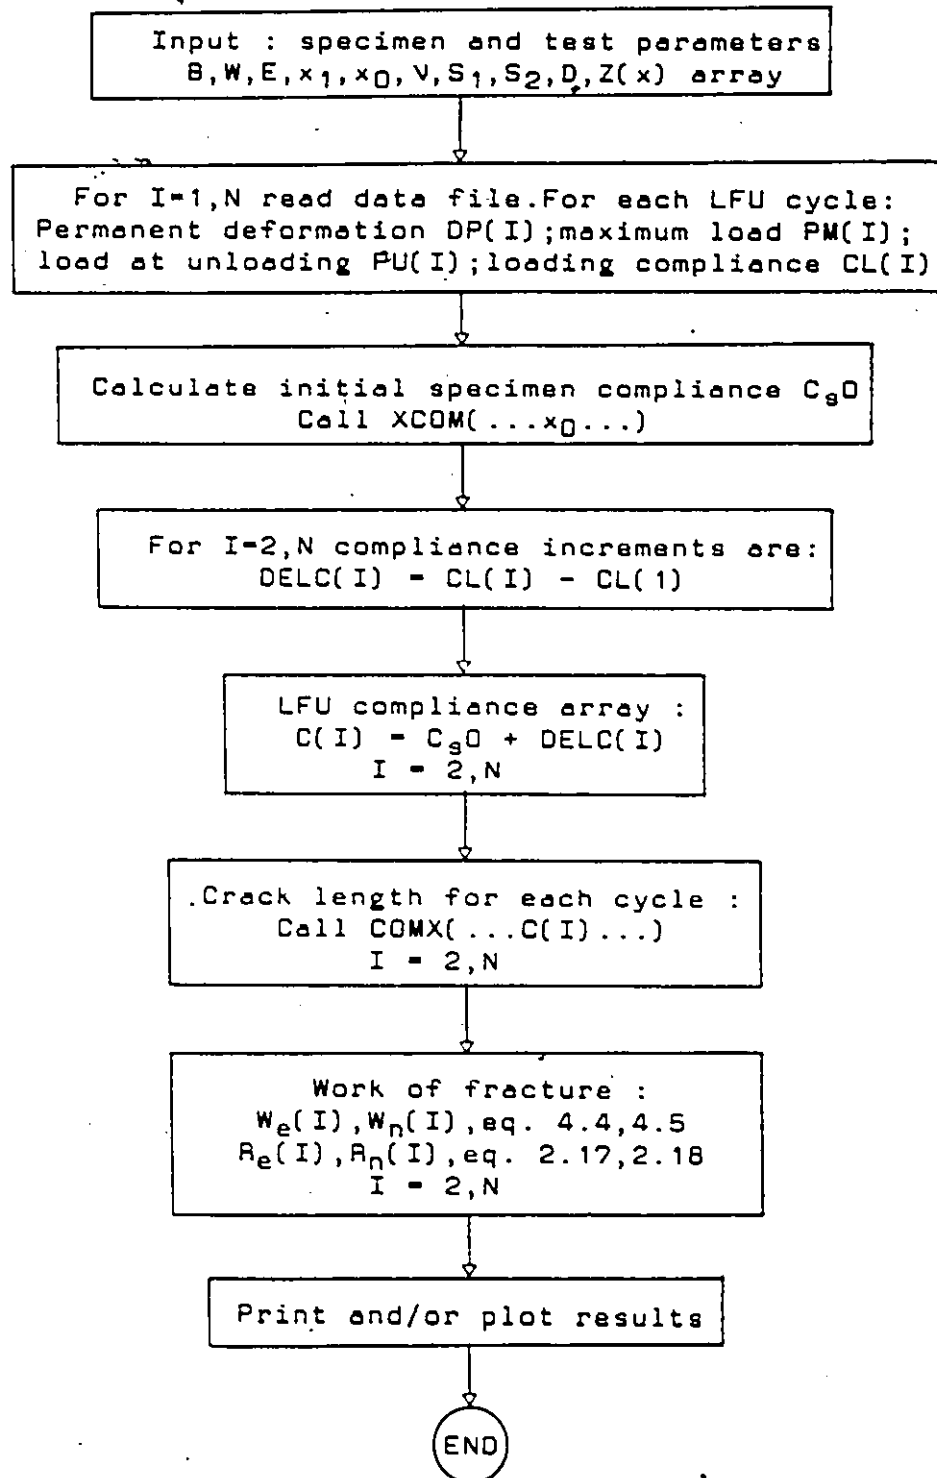 Input : specimen and test parameters
B,W,E,x₁,x₀,V,S₁,S₂,D,Z(x) array
For I=1,N read data file.For each LFU cycle:
Permanent deformation DP(I);maximum load PM(I);
load at unloading PU(I);loading compliance CL(I)
Calculate initial specimen compliance CₛO
Call XCOM(...x₀...)
For I=2,N compliance increments are:
DELC(I) = CL(I) - CL(1)
LFU compliance array :
C(I) = CₛO + DELC(I)
I = 2,N
Crack length for each cycle :
Call COMX(...C(I)...)
I = 2,N
Work of fracture :
Wₑ(I),Wₙ(I),eq. 4.4,4.5
Rₑ(I),Rₙ(I),eq. 2.17,2.18
I = 2,N
Print and/or plot results
END